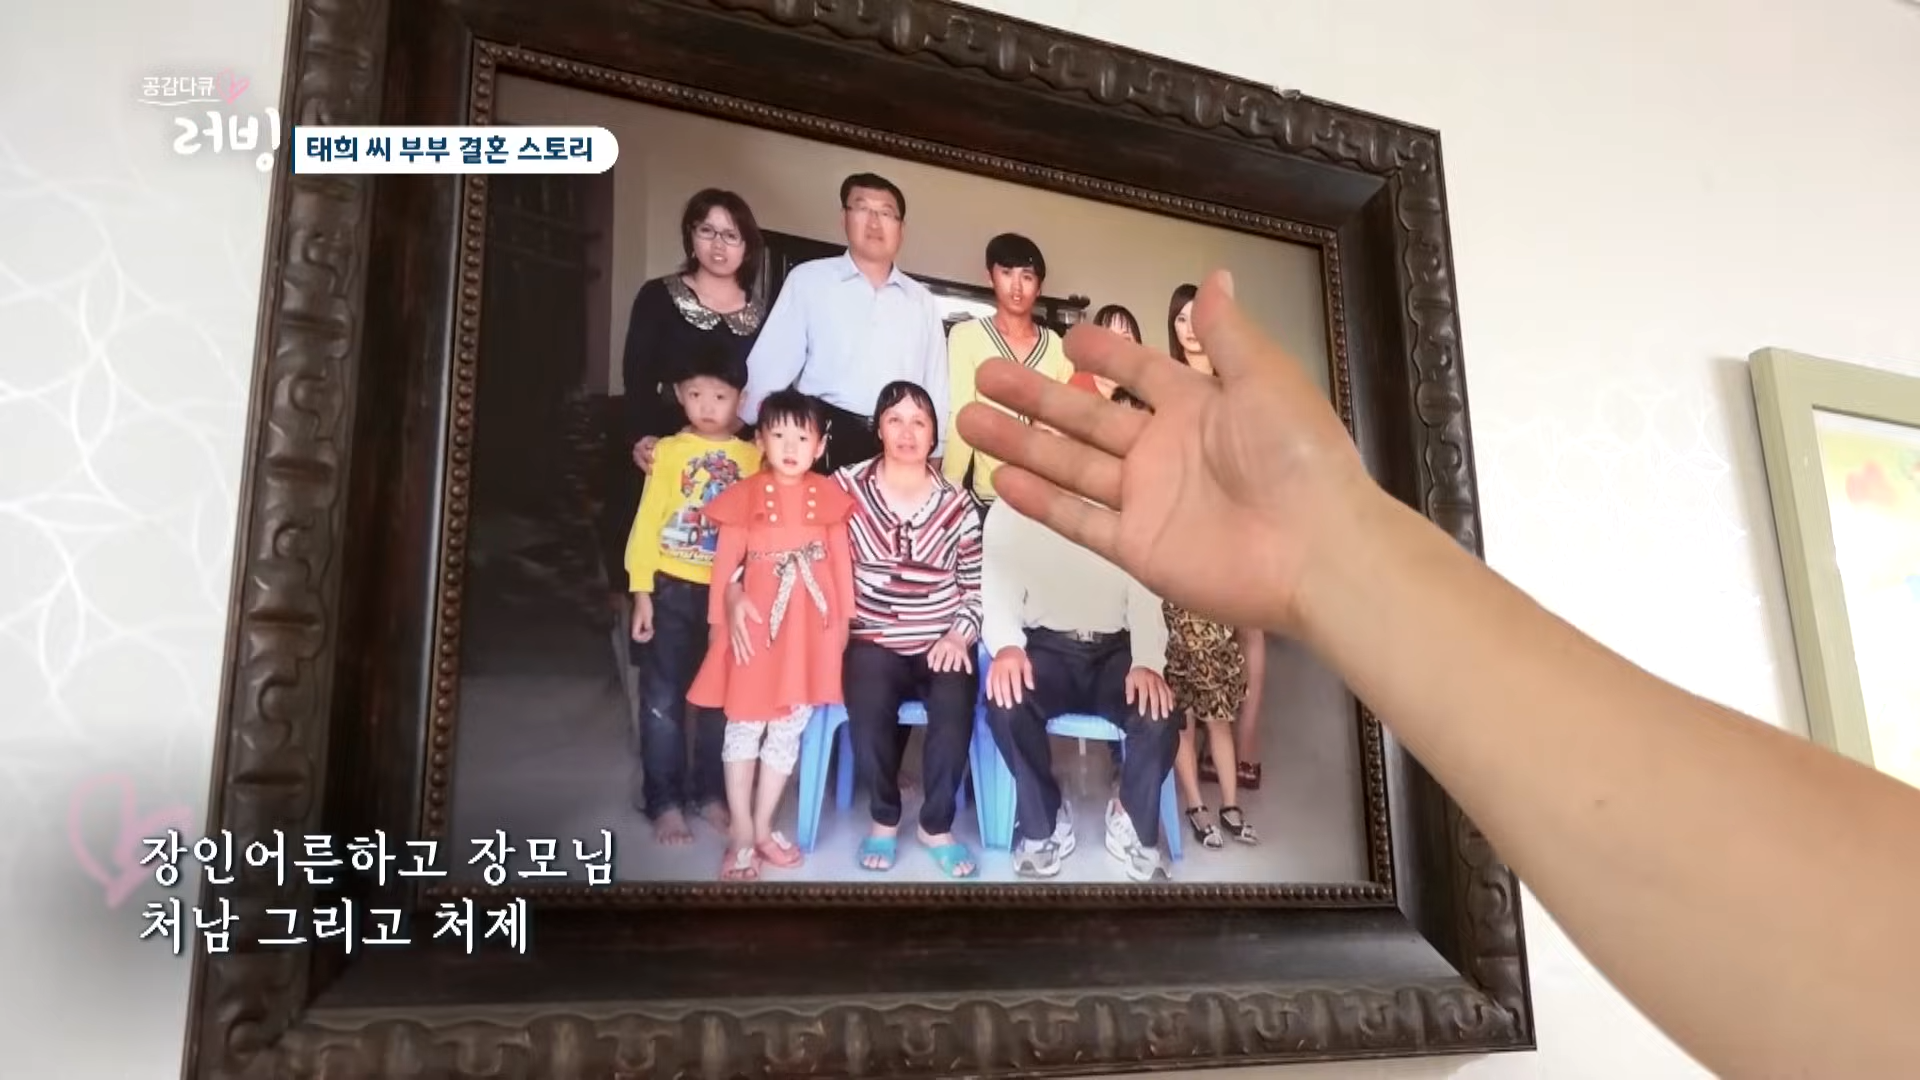 공감다큐
러빙
태희 씨 부부 결혼 스토리
장인어른하고 장모님
처남 그리고 처제